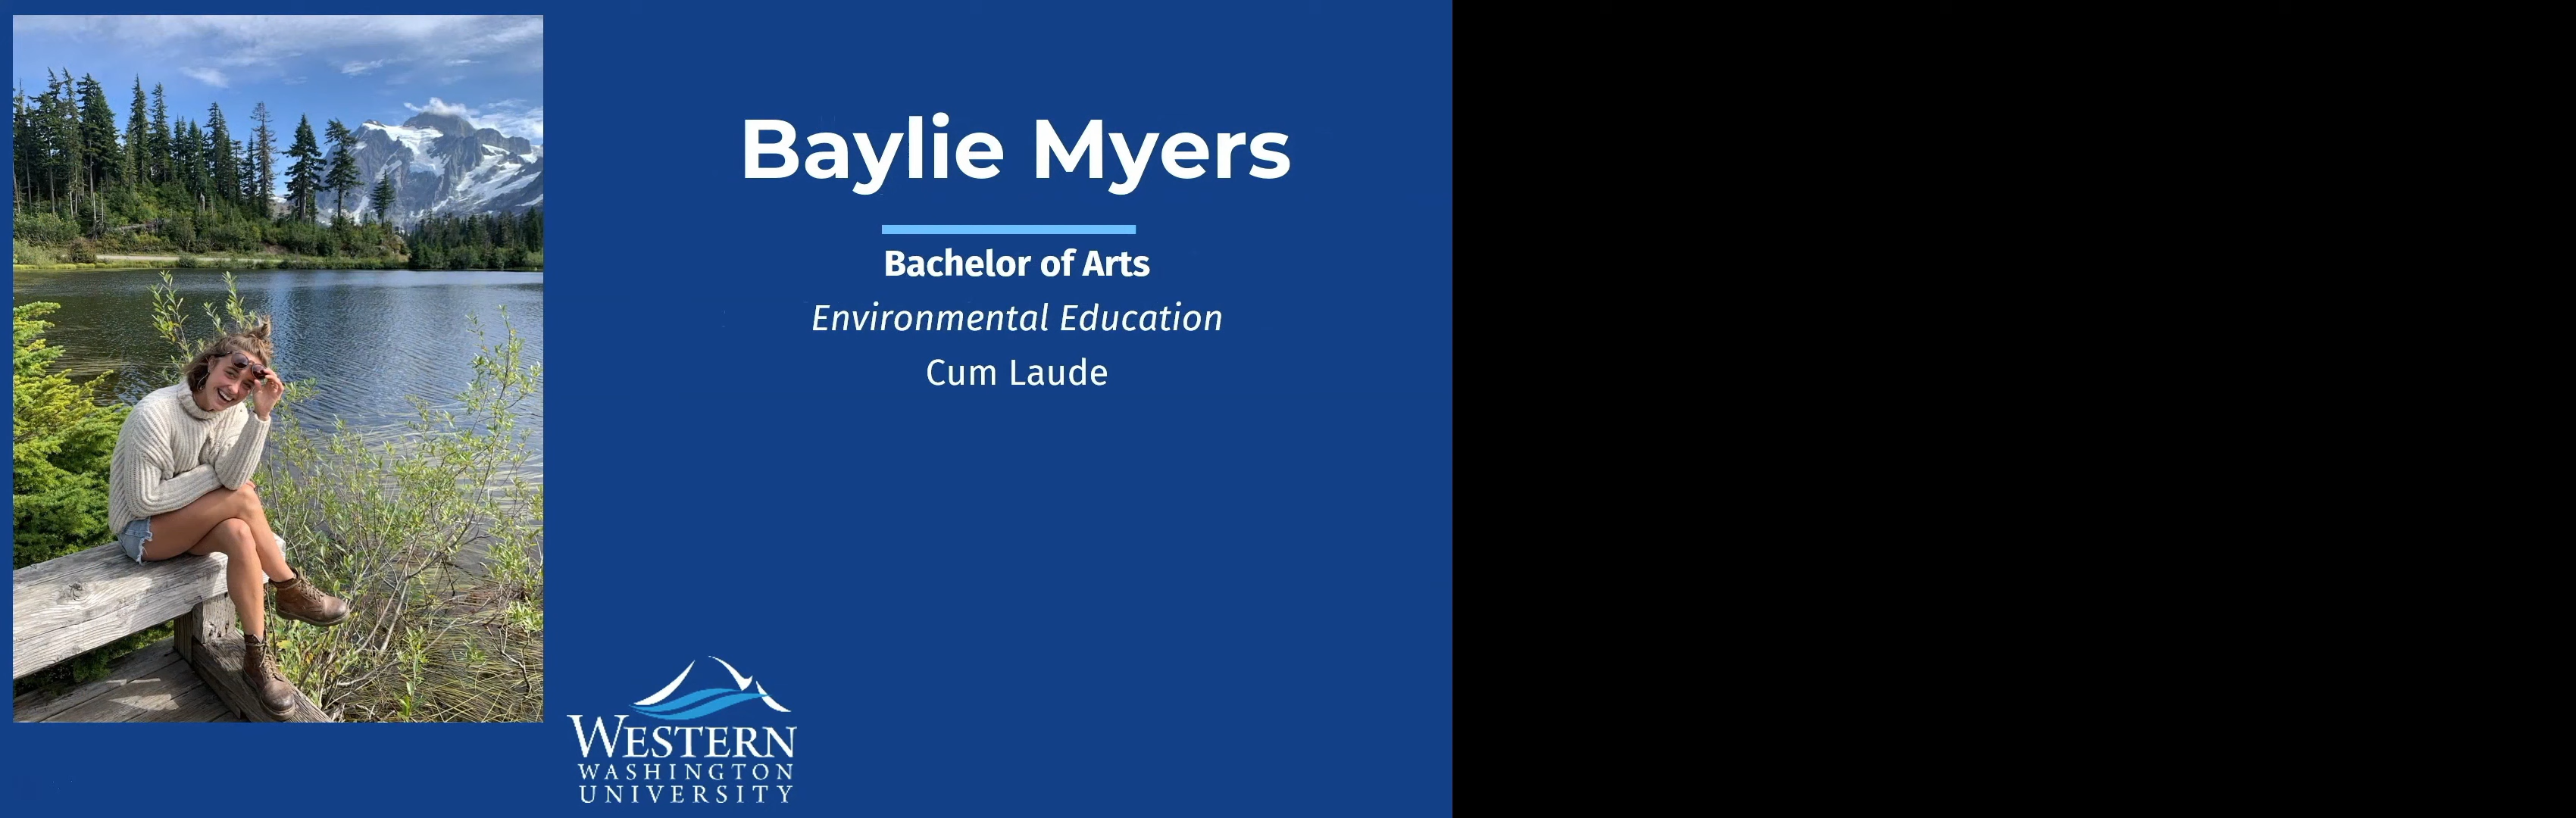 Baylie Myers
Bachelor of Arts
Environmental Education
Cum Laude
WESTERN
WASHINGTON
UNIVERSITY